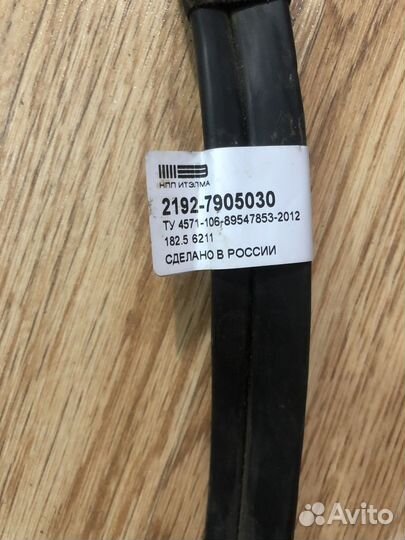 НПП ИТЭЛМА
2192-7905030
ТУ 4571-106-89547853-2012
182.5 6211
СДЕЛАНО В РОССИИ
Avito